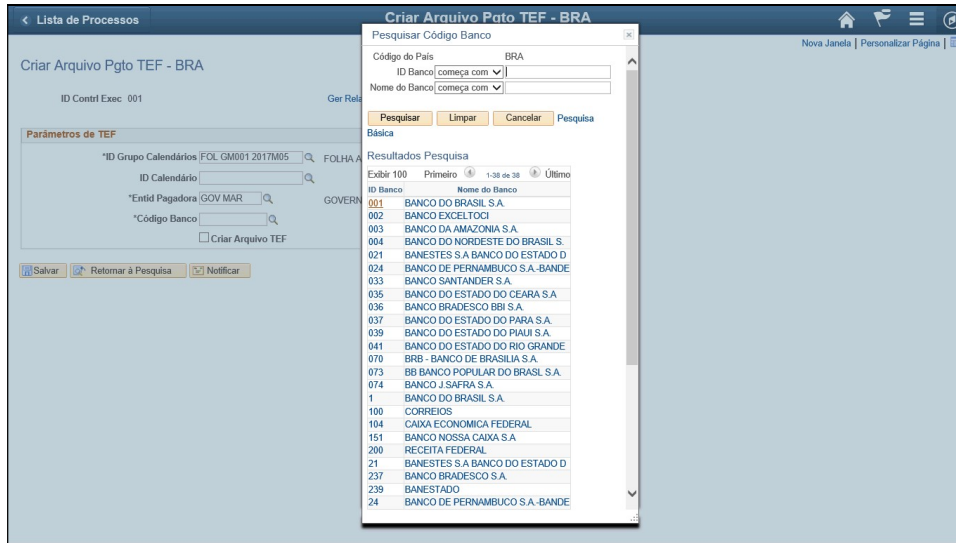 Lista de Processos
Criar Arquivo Pgto TEF - BRA
Nova Janela | Personalizar Página |
Criar Arquivo Pgto TEF - BRA
ID Contrl Exec 001
Ger Rela
Parâmetros de TEF
*ID Grupo Calendários FOL GM001 2017M05 FOLHA A
ID Calendário
*Entid Pagadora GOV MAR GOVERN
*Código Banco
Criar Arquivo TEF
Salvar Retornar à Pesquisa Notificar
Pesquisar Código Banco
Código do País BRA
ID Banco começa com
Nome do Banco começa com
Pesquisar Limpar Cancelar Pesquisa
Básica
Resultados Pesquisa
Exibir 100 Primeiro 1-38 de 38 Último
ID Banco Nome do Banco
001 BANCO DO BRASIL S.A.
002 BANCO EXCELTOCI
003 BANCO DA AMAZONIA S.A.
004 BANCO DO NORDESTE DO BRASIL S.
021 BANESTES S.A BANCO DO ESTADO D
024 BANCO DE PERNAMBUCO S.A.-BANDE
033 BANCO SANTANDER S.A.
035 BANCO DO ESTADO DO CEARA S.A
036 BANCO BRADESCO BBI S.A.
037 BANCO DO ESTADO DO PARA S.A.
039 BANCO DO ESTADO DO PIAUI S.A.
041 BANCO DO ESTADO DO RIO GRANDE
070 BRB - BANCO DE BRASILIA S.A.
073 BB BANCO POPULAR DO BRASL S.A.
074 BANCO J.SAFRA S.A.
1 BANCO DO BRASIL S.A.
100 CORREIOS
104 CAIXA ECONOMICA FEDERAL
151 BANCO NOSSA CAIXA S.A
200 RECEITA FEDERAL
21 BANESTES S.A BANCO DO ESTADO D
237 BANCO BRADESCO S.A.
239 BANESTADO
24 BANCO DE PERNAMBUCO S.A.-BANDE